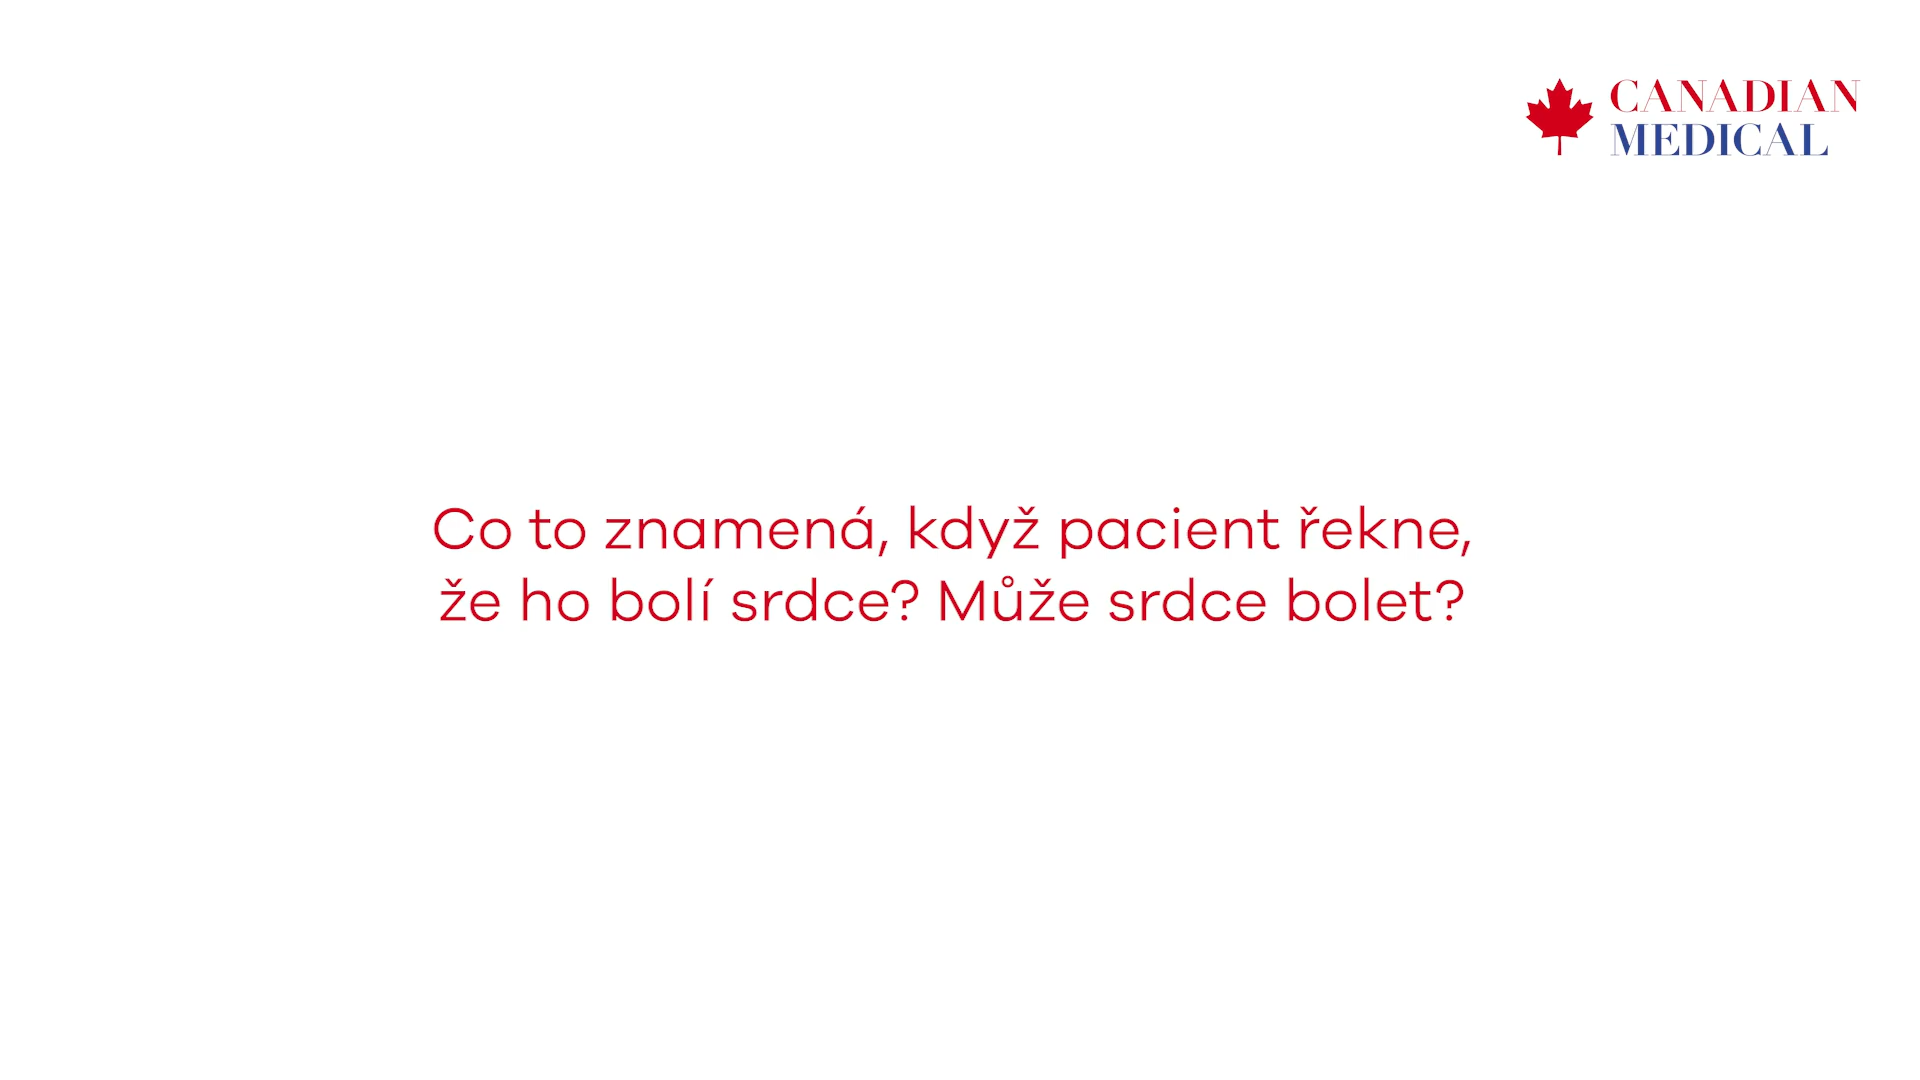 CANADIAN
MEDICAL
Co to znamená, když pacient řekne,
že ho bolí srdce? Může srdce bolet?